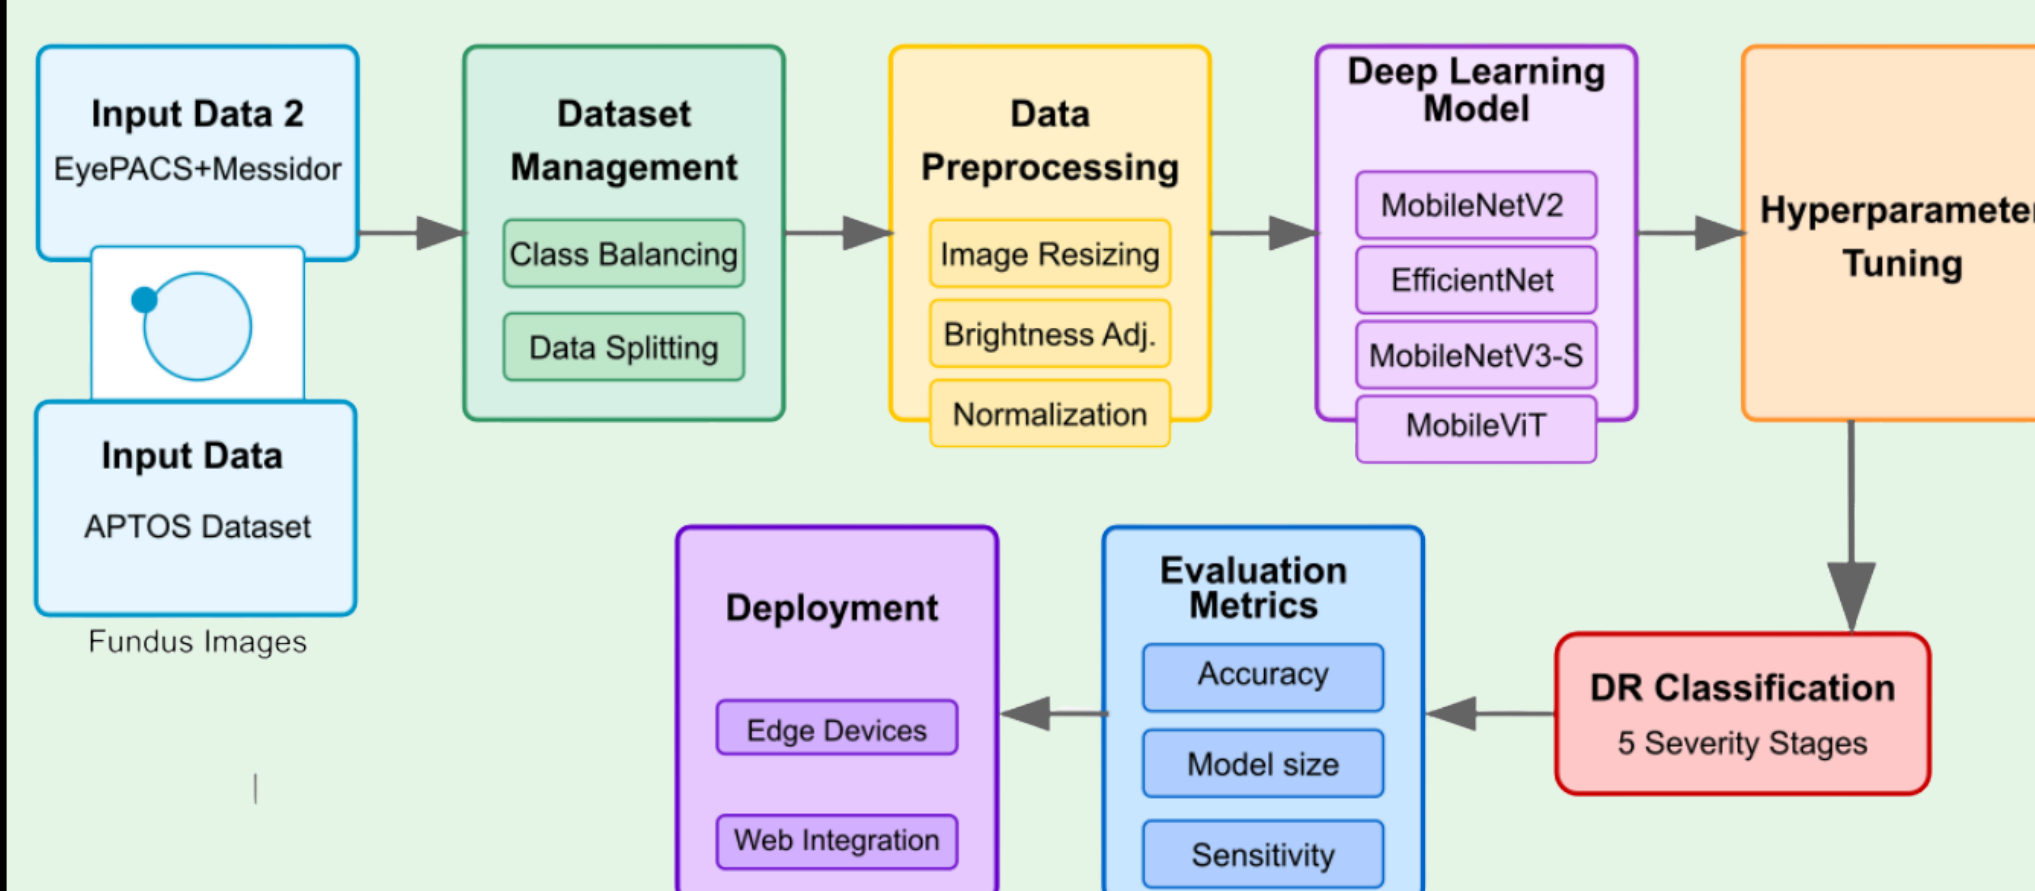 Input Data 2
EyePACS+Messidor
Input Data
APTOS Dataset
Fundus Images
Dataset
Management
Class Balancing
Data Splitting
Data
Preprocessing
Image Resizing
Brightness Adj.
Normalization
Deep Learning
Model
MobileNetV2
EfficientNet
MobileNetV3-S
MobileViT
Hyperparameter
Tuning
DR Classification
5 Severity Stages
Evaluation
Metrics
Accuracy
Model size
Sensitivity
Deployment
Edge Devices
Web Integration